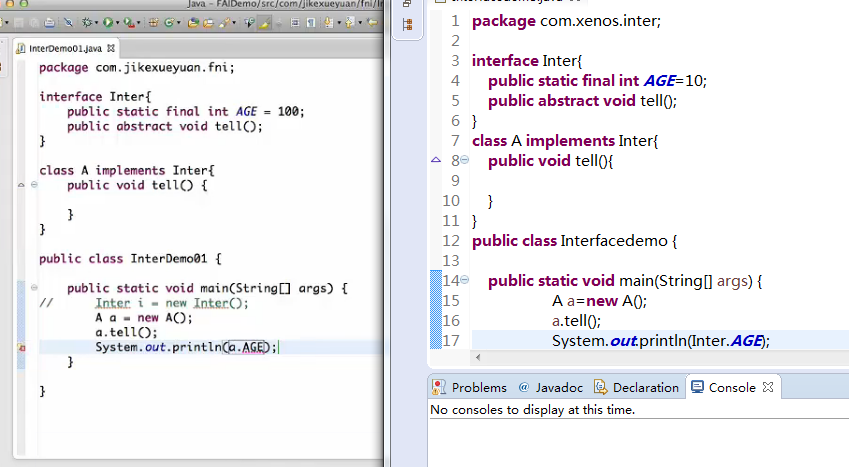 Java - FAIDemo/src/com/jikexueyuan/fni/In
InterDemo01.java
package com.jikexueyuan.fni;
interface Inter{
public static final int AGE = 100;
public abstract void tell();
}
class A implements Inter{
public void tell() {
}
}
public class InterDemo01 {
public static void main(String[] args) {
// Inter i = new Inter();
A a = new A();
a.tell();
System.out.println(a.AGE);
}
}
1 package com.xenos.inter;
2
3 interface Inter{
4 public static final int AGE=10;
5 public abstract void tell();
6 }
7 class A implements Inter{
8 public void tell(){
9
10 }
11 }
12 public class Interfacedemo {
13
14 public static void main(String[] args) {
15 A a=new A();
16 a.tell();
17 System.out.println(Inter.AGE);
Problems @ Javadoc Declaration Console
No consoles to display at this time.